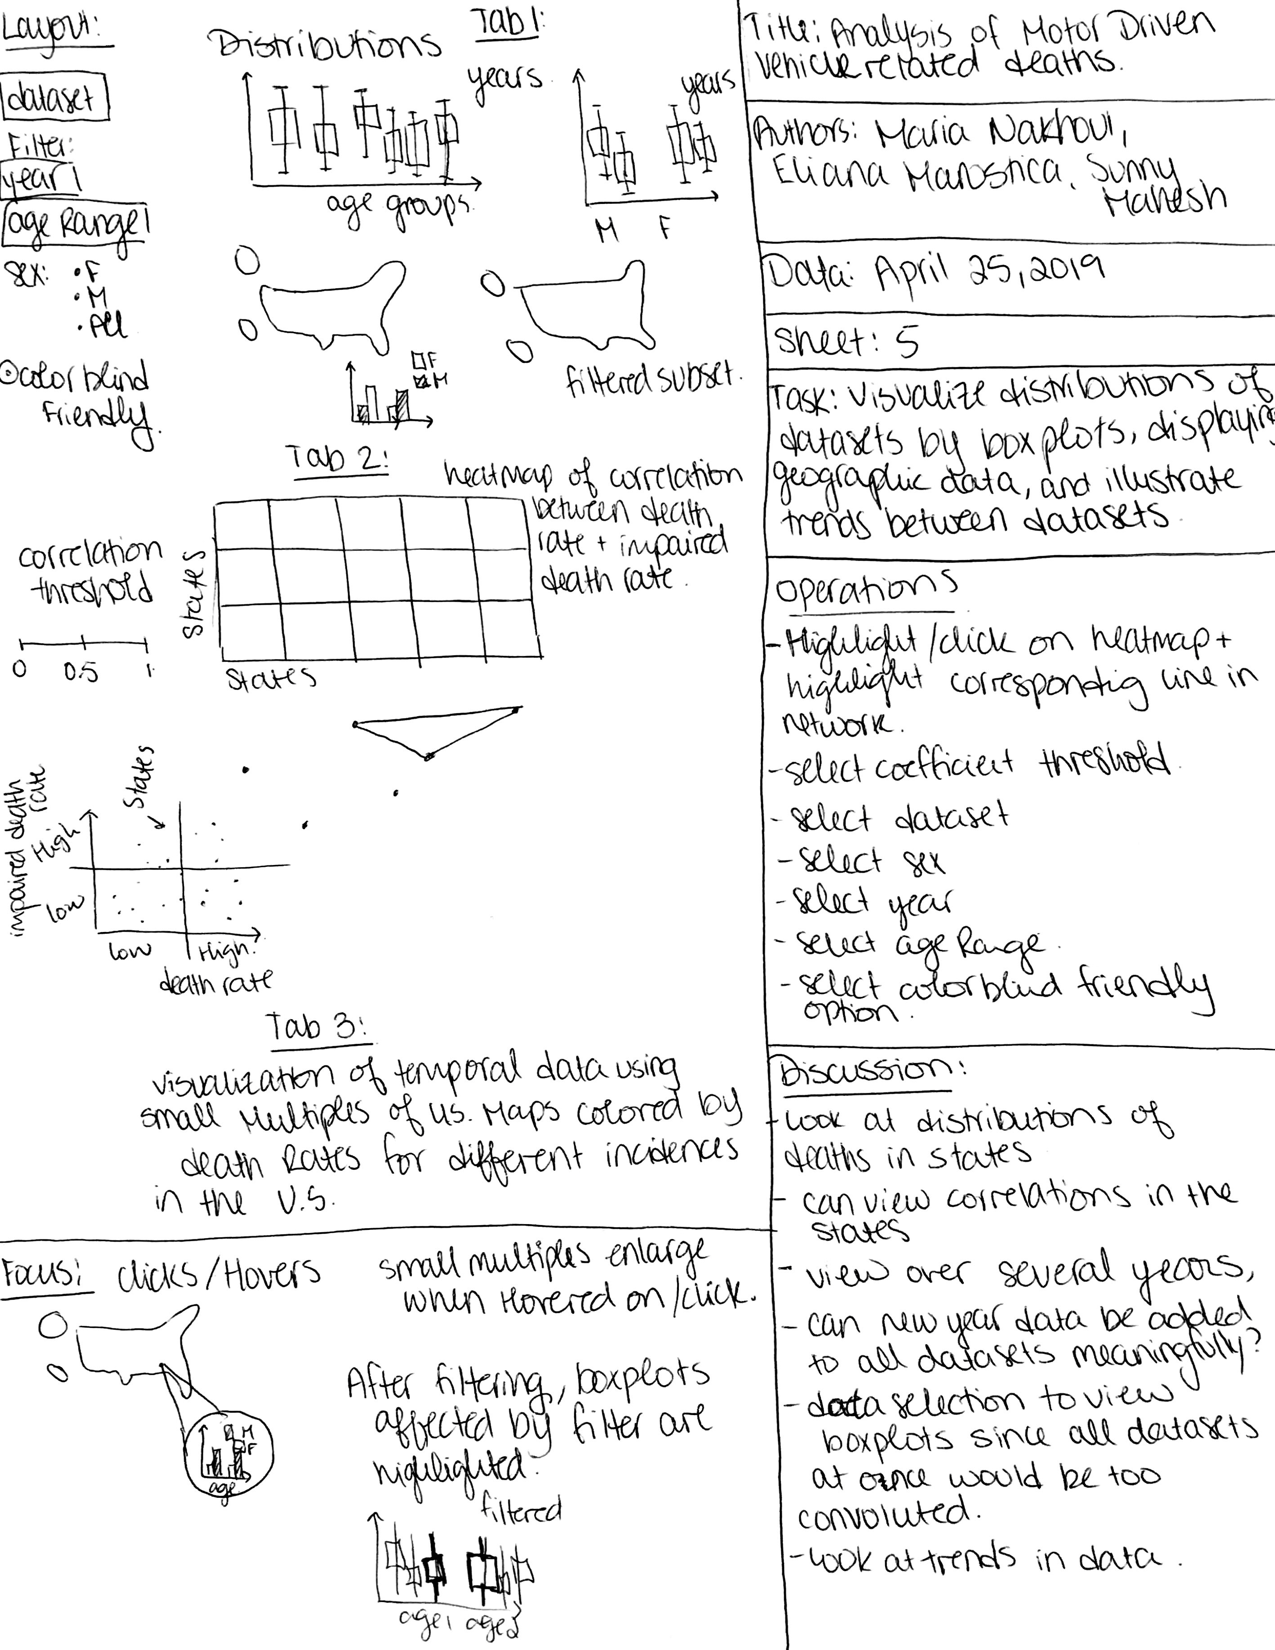 Layout:
dataset
Filter:
year
age Range
sex: • F
• M
• All
color blind
Friendly.
Tab 1:
Distributions
years
age groups.
years
M F
F
M
filtered subset.
Tab 2:
heatmap of correlation
between death
rate + impaired
death rate.
States
States
correlation
threshold
0 0.5 1
States
impaired death
rate
High
low
low High.
death rate
Tab 3:
visualization of temporal data using
small multiples of US. Maps colored by
death Rates for different incidences
in the U.S.
Focus: clicks/Hovers
small multiples enlarge
when Hovered on/click.
M
F
age
After filtering, boxplots
affected by filter are
highlighted.
filtered
age1 age2
Title: Analysis of Motor Driven
Vehicle related deaths.
Authors: Maria Nakhoul,
Eliana Marostica, Sunny
Mahesh
Data: April 25, 2019
Sheet: 5
Task: Visualize distributions of
datasets by boxplots, displaying
geographic data, and illustrate
trends between datasets.
Operations
- Highlight/click on heatmap +
highlight corresponding line in
network.
- select coefficient threshold.
- select dataset
- select sex
- select year
- select age Range.
- select colorblind friendly
option.
Discussion:
- Look at distributions of
deaths in states
- can view correlations in the
states
- view over several years,
- can new year data be added
to all datasets meaningfully?
- data selection to view
boxplots since all datasets
at once would be too
convoluted.
- Look at trends in data.